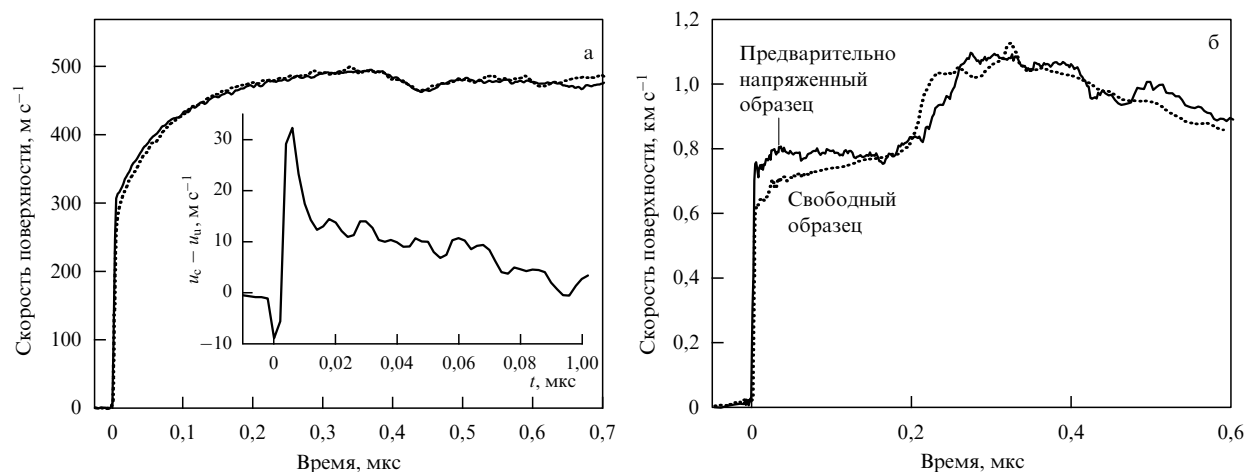 а
500
400
300
200
100
0
Скорость поверхности, м с⁻¹
0
0,1
0,2
0,3
0,4
0,5
0,6
0,7
Время, мкс
30
20
10
0
−10
u_c − u_u, м с⁻¹
0
0,02
0,04
0,06
0,08
1,00
t, мкс
б
1,2
1,0
0,8
0,6
0,4
0,2
0
Скорость поверхности, км с⁻¹
Предварительно
напряженный
образец
Свободный
образец
0
0,2
0,4
0,6
Время, мкс